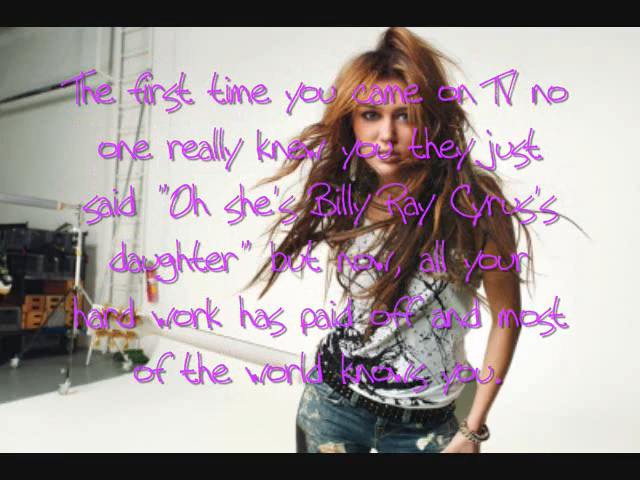 The first time you came on TV no
one really knew you they just
said "Oh she's Billy Ray Cyrus's
daughter" but now, all your
hard work has paid off and most
of the world knows you.